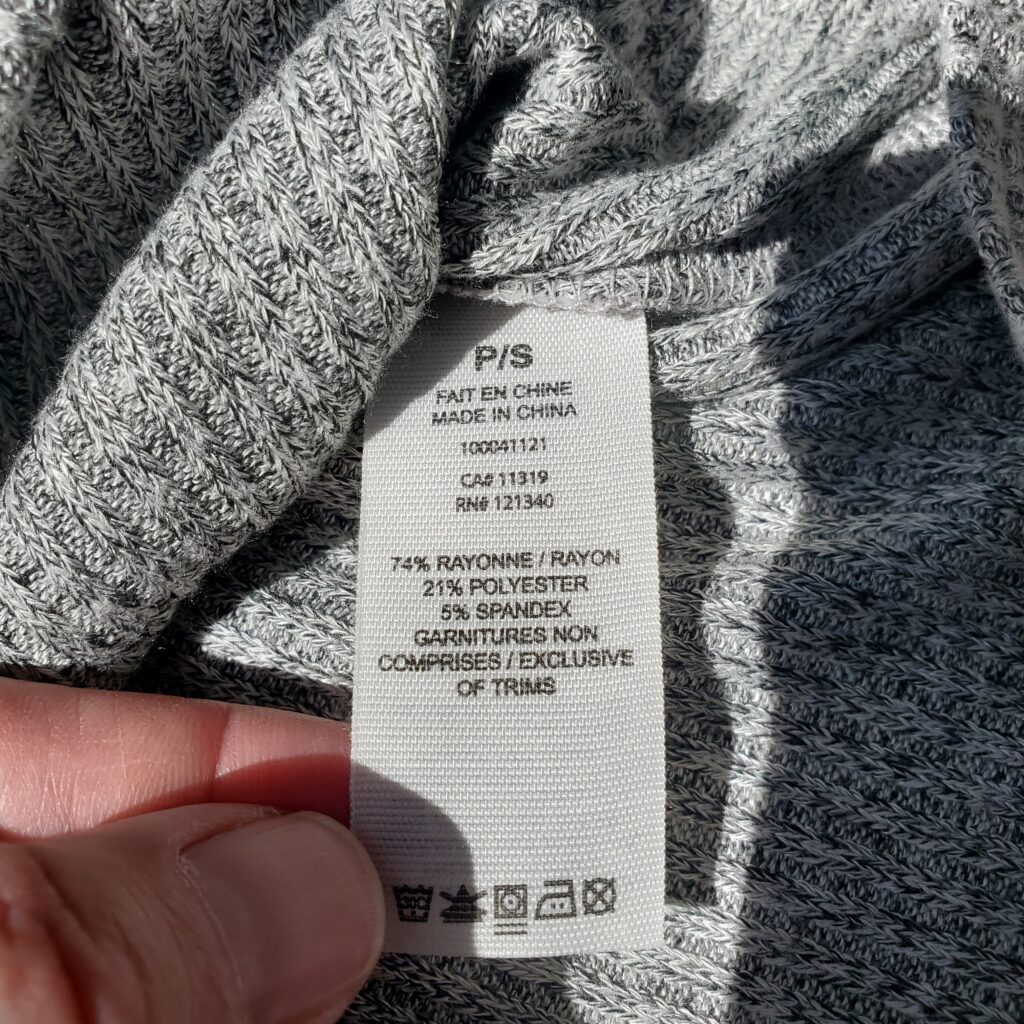 P/S
FAIT EN CHINE
MADE IN CHINA
100041121
CA# 11319
RN# 121340
74% RAYONNE / RAYON
21% POLYESTER
5% SPANDEX
GARNITURES NON
COMPRISES / EXCLUSIVE
OF TRIMS
30C